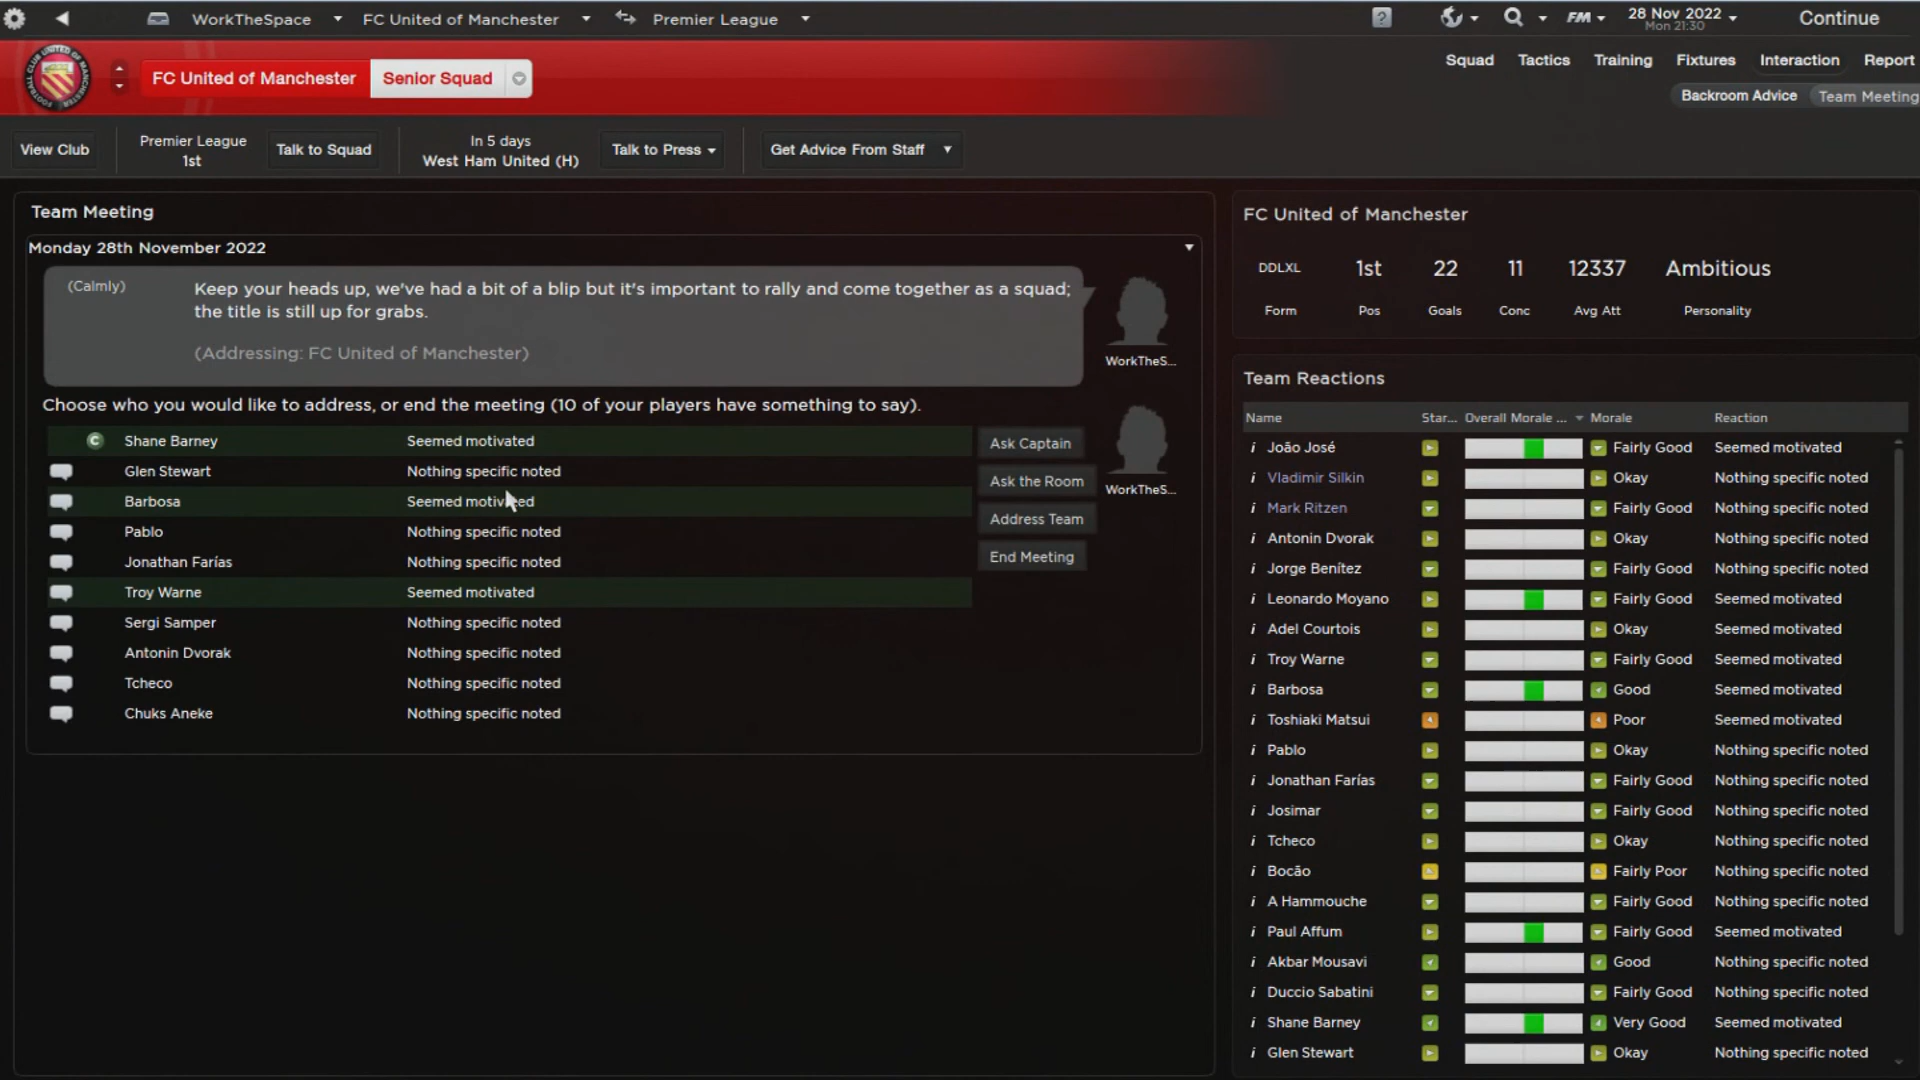 WorkTheSpace
FC United of Manchester
Premier League
?
FM
28 Nov 2022
Mon 21:30
Continue
FC United of Manchester
Senior Squad
Squad
Tactics
Training
Fixtures
Interaction
Report
Backroom Advice
Team Meeting
View Club
Premier League
1st
Talk to Squad
In 5 days
West Ham United (H)
Talk to Press
Get Advice From Staff
Team Meeting
Monday 28th November 2022
(Calmly)
Keep your heads up, we've had a bit of a blip but it's important to rally and come together as a squad;
the title is still up for grabs.
(Addressing: FC United of Manchester)
WorkTheS...
Choose who you would like to address, or end the meeting (10 of your players have something to say).
C Shane Barney Seemed motivated
Glen Stewart Nothing specific noted
Barbosa Seemed motivated
Pablo Nothing specific noted
Jonathan Farías Nothing specific noted
Troy Warne Seemed motivated
Sergi Samper Nothing specific noted
Antonin Dvorak Nothing specific noted
Tcheco Nothing specific noted
Chuks Aneke Nothing specific noted
Ask Captain
Ask the Room
Address Team
End Meeting
WorkTheS...
FC United of Manchester
DDLXL 1st 22 11 12337 Ambitious
Form Pos Goals Conc Avg Att Personality
Team Reactions
Name Star... Overall Morale ... Morale Reaction
i João José Fairly Good Seemed motivated
i Vladimir Silkin Okay Nothing specific noted
i Mark Ritzen Fairly Good Nothing specific noted
i Antonin Dvorak Okay Nothing specific noted
i Jorge Benítez Fairly Good Nothing specific noted
i Leonardo Moyano Fairly Good Seemed motivated
i Adel Courtois Okay Seemed motivated
i Troy Warne Fairly Good Seemed motivated
i Barbosa Good Seemed motivated
i Toshiaki Matsui Poor Seemed motivated
i Pablo Okay Nothing specific noted
i Jonathan Farías Fairly Good Nothing specific noted
i Josimar Fairly Good Nothing specific noted
i Tcheco Okay Nothing specific noted
i Bocão Fairly Poor Nothing specific noted
i A Hammouche Fairly Good Nothing specific noted
i Paul Affum Fairly Good Seemed motivated
i Akbar Mousavi Good Nothing specific noted
i Duccio Sabatini Fairly Good Nothing specific noted
i Shane Barney Very Good Seemed motivated
i Glen Stewart Okay Nothing specific noted